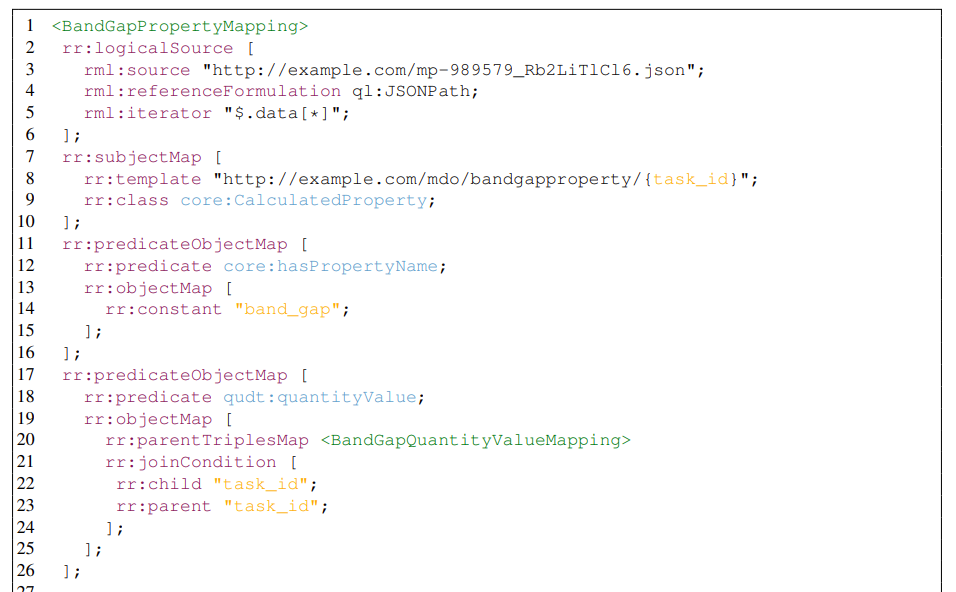 1 <BandGapPropertyMapping>
2 rr:logicalSource [
3 rml:source "http://example.com/mp-989579_Rb2LiTlCl6.json";
4 rml:referenceFormulation ql:JSONPath;
5 rml:iterator "$.data[*]";
6 ];
7 rr:subjectMap [
8 rr:template "http://example.com/mdo/bandgapproperty/{task_id}";
9 rr:class core:CalculatedProperty;
10 ];
11 rr:predicateObjectMap [
12 rr:predicate core:hasPropertyName;
13 rr:objectMap [
14 rr:constant "band_gap";
15 ];
16 ];
17 rr:predicateObjectMap [
18 rr:predicate qudt:quantityValue;
19 rr:objectMap [
20 rr:parentTriplesMap <BandGapQuantityValueMapping>
21 rr:joinCondition [
22 rr:child "task_id";
23 rr:parent "task_id";
24 ];
25 ];
26 ];
27